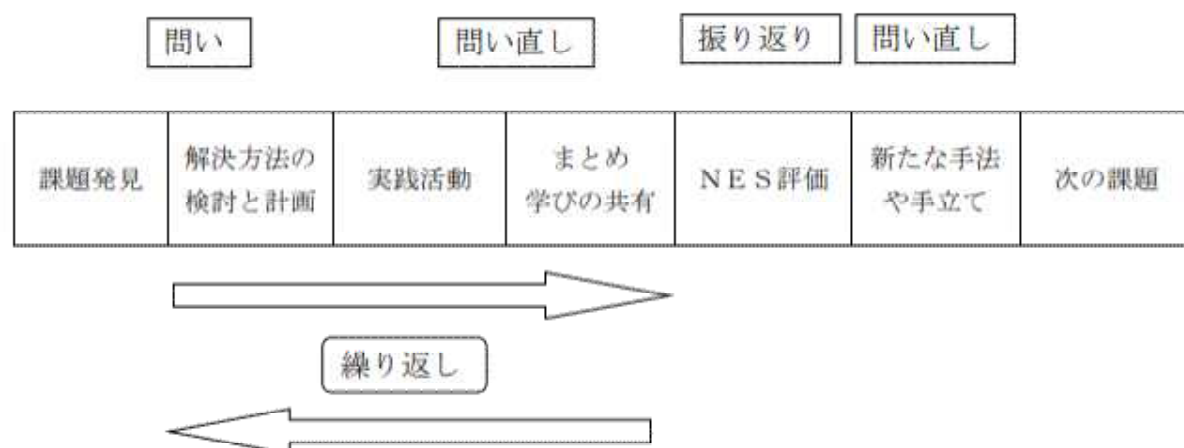 問い
問い直し
振り返り
問い直し
課題発見
解決方法の
検討と計画
実践活動
まとめ
学びの共有
ＮＥＳ評価
新たな手法
や手立て
次の課題
繰り返し